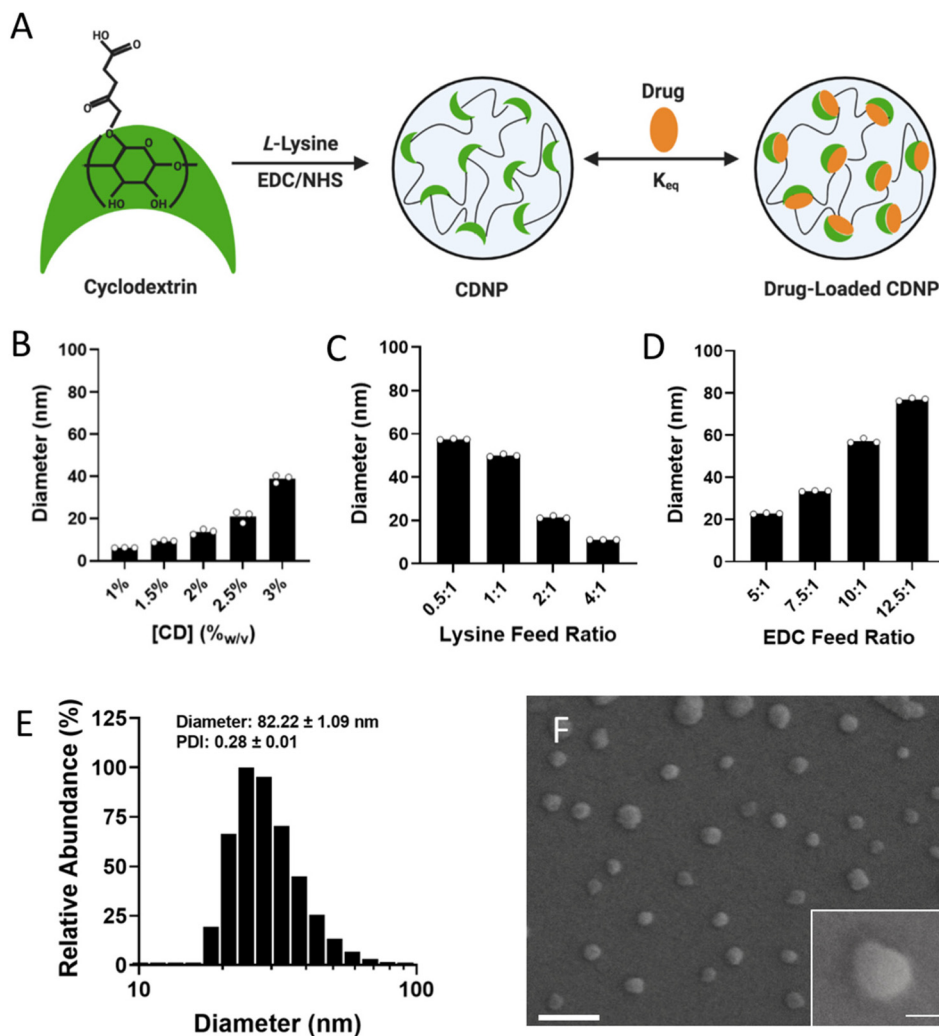 A
HO
O
O
O
O
O
HO
OH
L-Lysine
EDC/NHS
Drug
Keq
Cyclodextrin
CDNP
Drug-Loaded CDNP
B
Diameter (nm)
100
80
60
40
20
0
1%
1.5%
2%
2.5%
3%
[CD] (%w/v)
C
Diameter (nm)
100
80
60
40
20
0
0.5:1
1:1
2:1
4:1
Lysine Feed Ratio
D
Diameter (nm)
100
80
60
40
20
0
5:1
7.5:1
10:1
12.5:1
EDC Feed Ratio
E
Diameter: 82.22 ± 1.09 nm
PDI: 0.28 ± 0.01
Relative Abundance (%)
125
100
75
50
25
0
10
100
Diameter (nm)
F